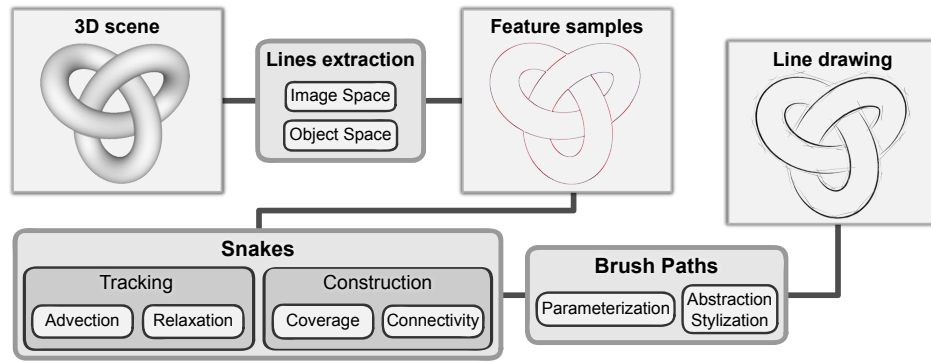 3D scene
Lines extraction
Image Space
Object Space
Feature samples
Line drawing
Snakes
Tracking
Advection
Relaxation
Construction
Coverage
Connectivity
Brush Paths
Parameterization
Abstraction
Stylization